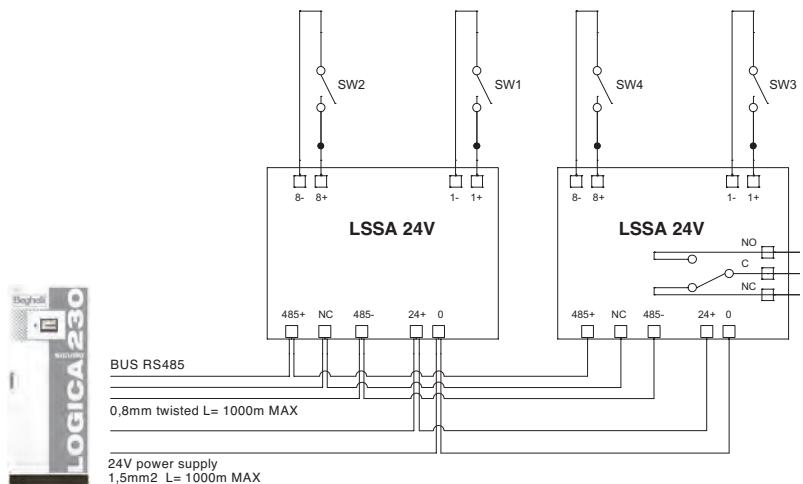 SW2
SW1
SW4
SW3
8-
8+
1-
1+
8-
8+
1-
1+
LSSA 24V
LSSA 24V
NO
C
NC
485+
NC
485-
24+
0
485+
NC
485-
24+
0
Beghelli
LOGICA 230
BUS RS485
0,8mm twisted L= 1000m MAX
24V power supply
1,5mm2 L= 1000m MAX